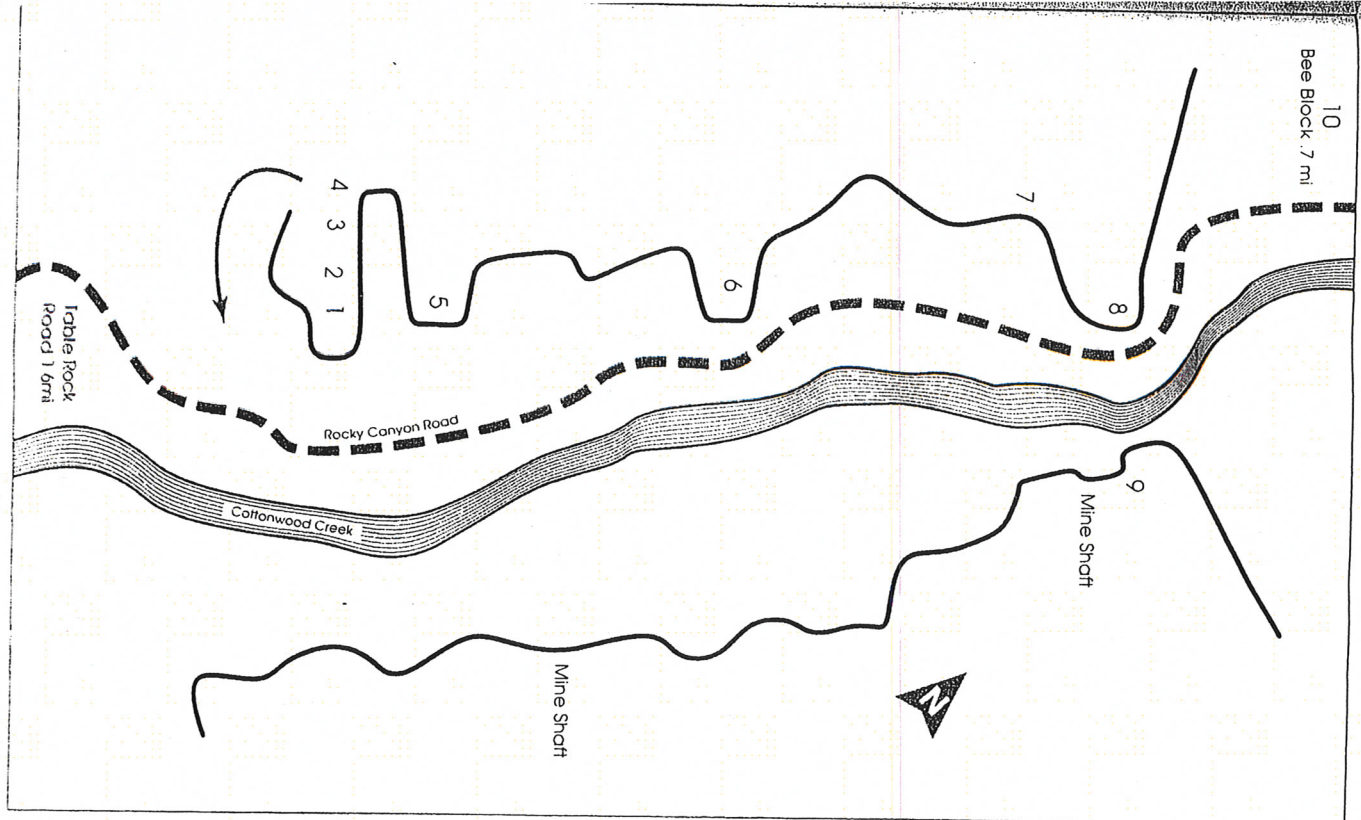 10
Bee Block .7 mi
4
3
2
1
5
6
7
8
9
Mine Shaft
Rocky Canyon Road
Table Rock
Road 1 6mi
Cottonwood Creek
Mine Shaft
N